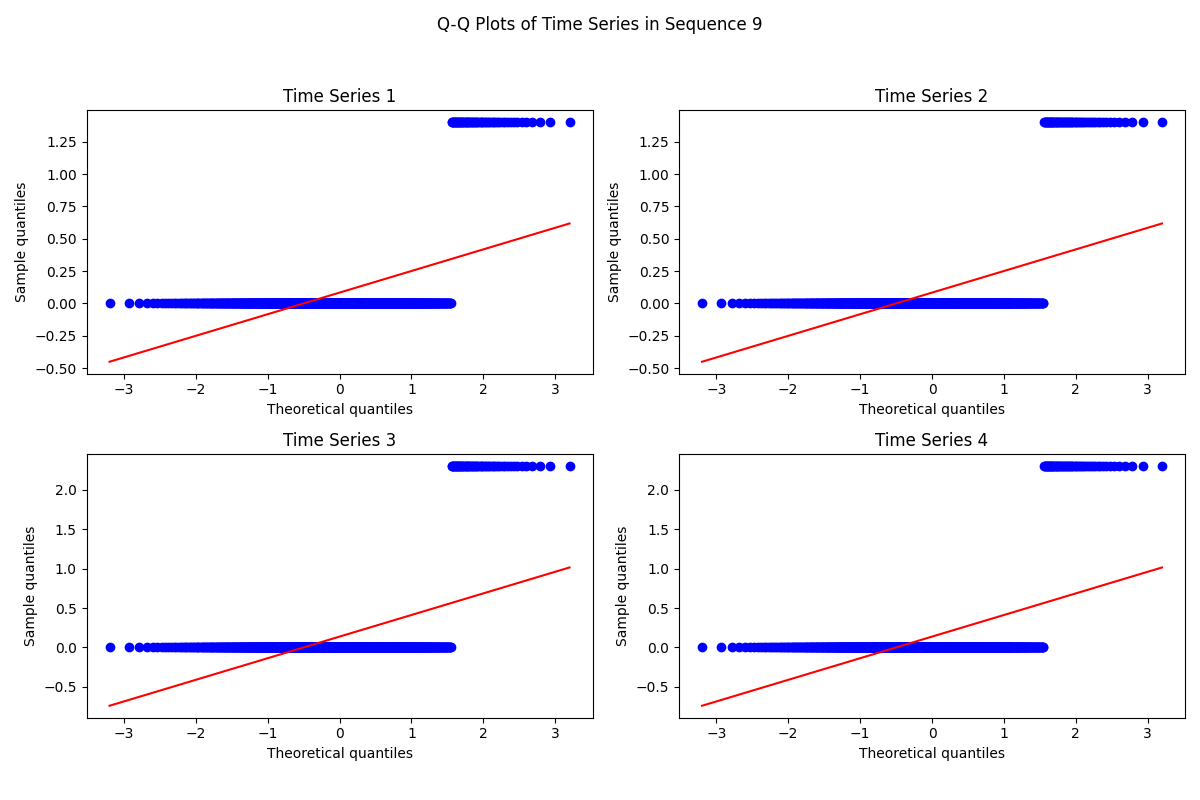 Q-Q Plots of Time Series in Sequence 9
Time Series 1
Sample quantiles
1.25
1.00
0.75
0.50
0.25
0.00
−0.25
−0.50
−3 −2 −1 0 1 2 3
Theoretical quantiles
Time Series 2
Sample quantiles
1.25
1.00
0.75
0.50
0.25
0.00
−0.25
−0.50
−3 −2 −1 0 1 2 3
Theoretical quantiles
Time Series 3
Sample quantiles
2.0
1.5
1.0
0.5
0.0
−0.5
−3 −2 −1 0 1 2 3
Theoretical quantiles
Time Series 4
Sample quantiles
2.0
1.5
1.0
0.5
0.0
−0.5
−3 −2 −1 0 1 2 3
Theoretical quantiles